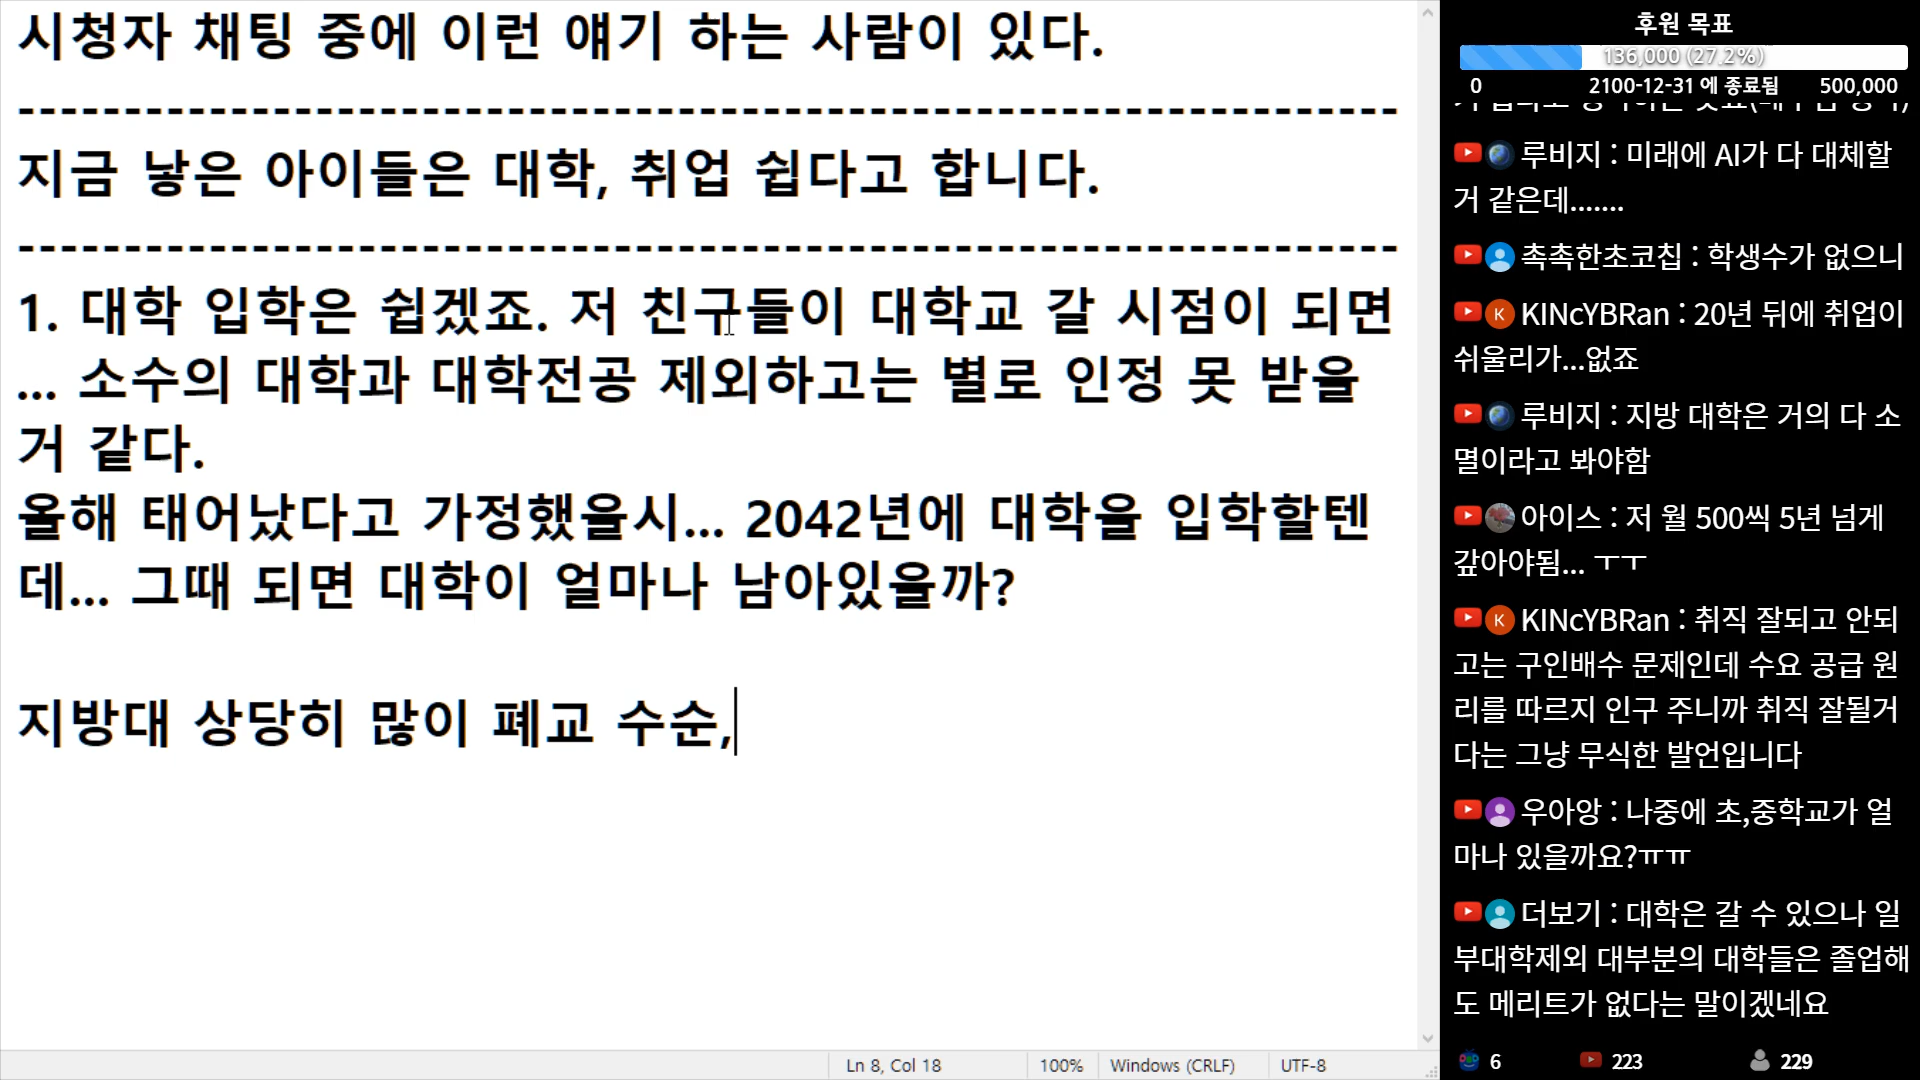 시청자 채팅 중에 이런 얘기 하는 사람이 있다.
------------------------------------------------------------------
지금 낳은 아이들은 대학, 취업 쉽다고 합니다.
------------------------------------------------------------------
1. 대학 입학은 쉽겠죠. 저 친구들이 대학교 갈 시점이 되면
... 소수의 대학과 대학전공 제외하고는 별로 인정 못 받을
거 같다.
올해 태어났다고 가정했을시... 2042년에 대학을 입학할텐
데... 그때 되면 대학이 얼마나 남아있을까?
지방대 상당히 많이 폐교 수순,
Ln 8, Col 18
100%
Windows (CRLF)
UTF-8
후원 목표
136,000 (27.2%)
0 2100-12-31 에 종료됨 500,000
루비지 : 미래에 AI가 다 대체할
거 같은데.......
촉촉한초코칩 : 학생수가 없으니
KINcYBRan : 20년 뒤에 취업이
쉬울리가...없죠
루비지 : 지방 대학은 거의 다 소
멸이라고 봐야함
아이스 : 저 월 500씩 5년 넘게
갚아야됨... ㅜㅜ
KINcYBRan : 취직 잘되고 안되
고는 구인배수 문제인데 수요 공급 원
리를 따르지 인구 주니까 취직 잘될거
다는 그냥 무식한 발언입니다
우아앙 : 나중에 초,중학교가 얼
마나 있을까요?ㅠㅠ
더보기 : 대학은 갈 수 있으나 일
부대학제외 대부분의 대학들은 졸업해
도 메리트가 없다는 말이겠네요
6 223 229